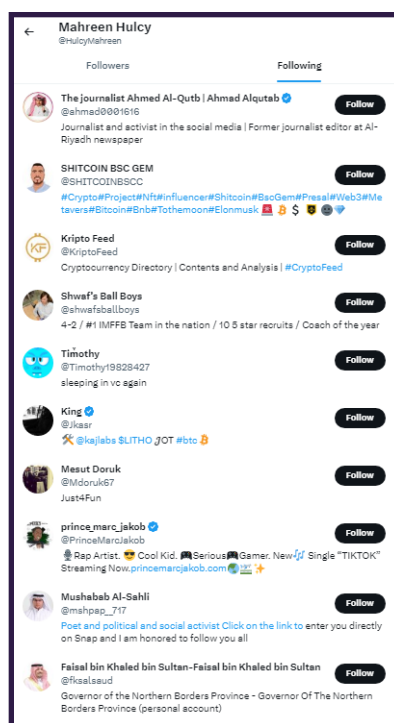 Mahreen Hulcy
@HulcyMahreen
Followers
Following
The journalist Ahmed Al-Qutb | Ahmad Alqutab
Follow
@ahmad0001616
Journalist and activist in the social media | Former journalist editor at Al-
Riyadh newspaper
SHITCOIN BSC GEM
Follow
@SHITCOINBSCC
#Crypto#Project#Nft#influencer#Shitcoin#BscGem#Presal#Web3#Me
tavers#Bitcoin#Bnb#Tothemoon#Elonmusk 🚨 ₿ $
KF
Kripto Feed
Follow
@KriptoFeed
Cryptocurrency Directory | Contents and Analysis | #CryptoFeed
Shwaf's Ball Boys
Follow
@shwafsballboys
4-2 / #1 IMFFB Team in the nation / 10 5 star recruits / Coach of the year
Timothy
Follow
@Timothy19828427
sleeping in vc again
King
Follow
@Jkasr
🛠 @kajlabs $LITHO JOT #btc ₿
Mesut Doruk
Follow
@Mdoruk67
Just4Fun
prince_marc_jakob
Follow
@PrinceMarcJakob
🎙Rap Artist. 😎 Cool Kid. 🎮Serious🎮Gamer. New🎶 Single "TIKTOK"
Streaming Now.princemarcjakob.com
Mushabab Al-Sahli
Follow
@mshpap_717
Poet and political and social activist Click on the link to enter you directly
on Snap and I am honored to follow you all
Faisal bin Khaled bin Sultan-Faisal bin Khaled bin Sultan
Follow
@fksalsaud
Governor of the Northern Borders Province - Governor Of The Northern
Borders Province (personal account)